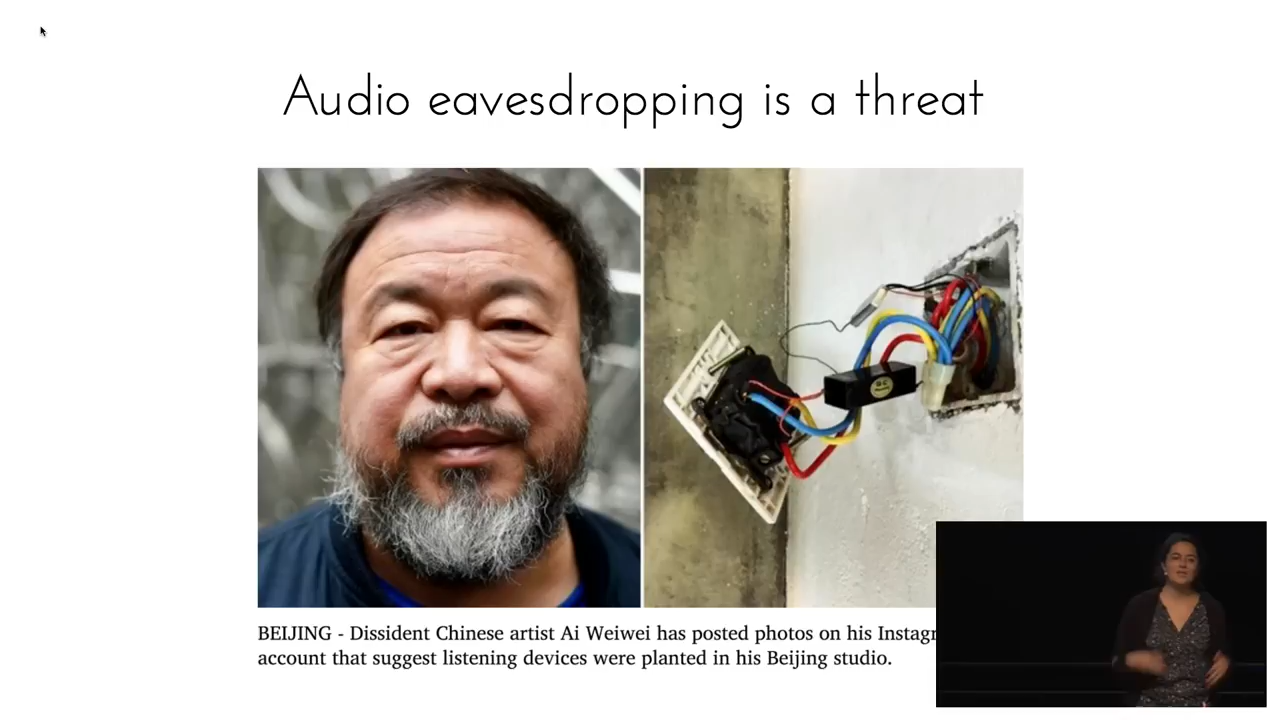 Audio eavesdropping is a threat
BEIJING - Dissident Chinese artist Ai Weiwei has posted photos on his Instagr
account that suggest listening devices were planted in his Beijing studio.